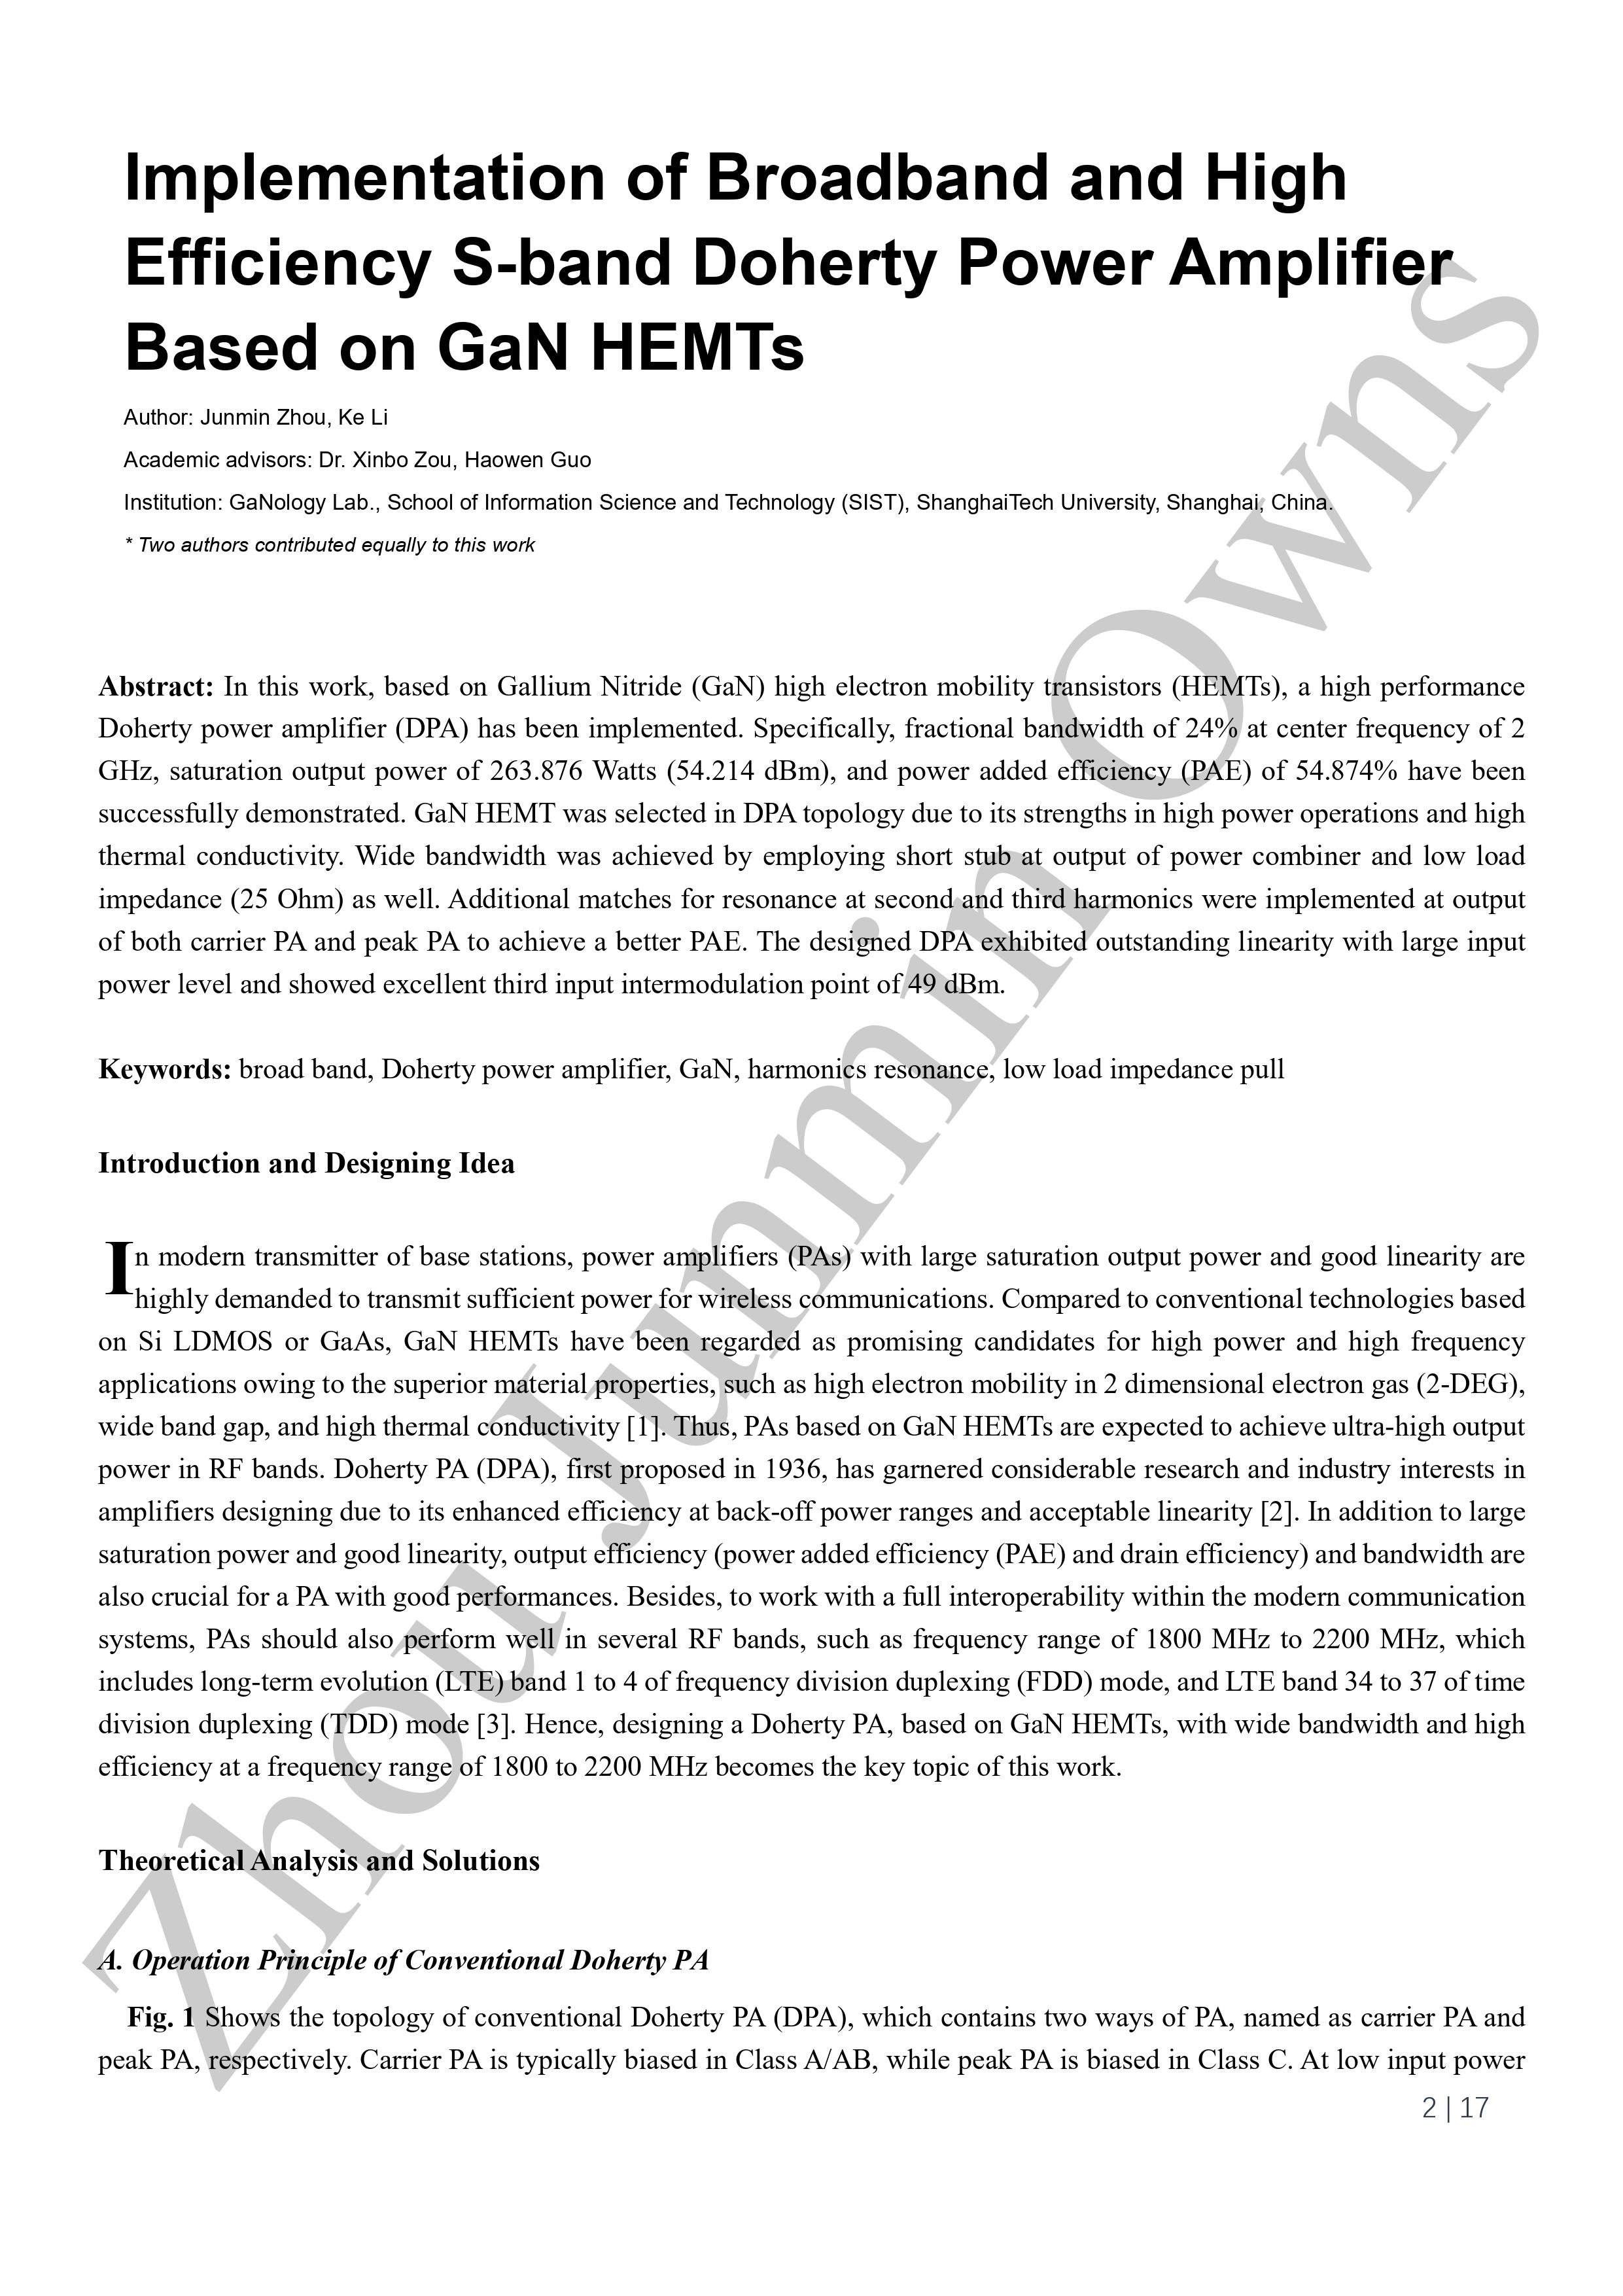 Implementation of Broadband and High
Efficiency S-band Doherty Power Amplifier
Based on GaN HEMTs
Author: Junmin Zhou, Ke Li
Academic advisors: Dr. Xinbo Zou, Haowen Guo
Institution: GaNology Lab., School of Information Science and Technology (SIST), ShanghaiTech University, Shanghai, China.
* Two authors contributed equally to this work
Abstract: In this work, based on Gallium Nitride (GaN) high electron mobility transistors (HEMTs), a high performance
Doherty power amplifier (DPA) has been implemented. Specifically, fractional bandwidth of 24% at center frequency of 2
GHz, saturation output power of 263.876 Watts (54.214 dBm), and power added efficiency (PAE) of 54.874% have been
successfully demonstrated. GaN HEMT was selected in DPA topology due to its strengths in high power operations and high
thermal conductivity. Wide bandwidth was achieved by employing short stub at output of power combiner and low load
impedance (25 Ohm) as well. Additional matches for resonance at second and third harmonics were implemented at output
of both carrier PA and peak PA to achieve a better PAE. The designed DPA exhibited outstanding linearity with large input
power level and showed excellent third input intermodulation point of 49 dBm.
Keywords: broad band, Doherty power amplifier, GaN, harmonics resonance, low load impedance pull
Introduction and Designing Idea
In modern transmitter of base stations, power amplifiers (PAs) with large saturation output power and good linearity are
highly demanded to transmit sufficient power for wireless communications. Compared to conventional technologies based
on Si LDMOS or GaAs, GaN HEMTs have been regarded as promising candidates for high power and high frequency
applications owing to the superior material properties, such as high electron mobility in 2 dimensional electron gas (2-DEG),
wide band gap, and high thermal conductivity [1]. Thus, PAs based on GaN HEMTs are expected to achieve ultra-high output
power in RF bands. Doherty PA (DPA), first proposed in 1936, has garnered considerable research and industry interests in
amplifiers designing due to its enhanced efficiency at back-off power ranges and acceptable linearity [2]. In addition to large
saturation power and good linearity, output efficiency (power added efficiency (PAE) and drain efficiency) and bandwidth are
also crucial for a PA with good performances. Besides, to work with a full interoperability within the modern communication
systems, PAs should also perform well in several RF bands, such as frequency range of 1800 MHz to 2200 MHz, which
includes long-term evolution (LTE) band 1 to 4 of frequency division duplexing (FDD) mode, and LTE band 34 to 37 of time
division duplexing (TDD) mode [3]. Hence, designing a Doherty PA, based on GaN HEMTs, with wide bandwidth and high
efficiency at a frequency range of 1800 to 2200 MHz becomes the key topic of this work.
Theoretical Analysis and Solutions
A. Operation Principle of Conventional Doherty PA
Fig. 1 Shows the topology of conventional Doherty PA (DPA), which contains two ways of PA, named as carrier PA and
peak PA, respectively. Carrier PA is typically biased in Class A/AB, while peak PA is biased in Class C. At low input power
2 | 17
Zhou Junmin Owns